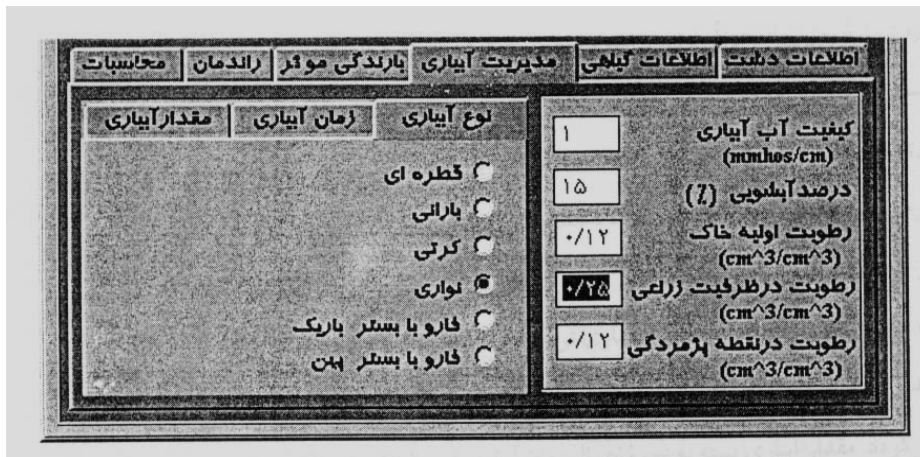 اطلاعات دشت اطلاعات گیاهی مدیریت آبیاری بارندگی موثر راندمان محاسبات
کیفیت آب آبیاری ۱
(mmhos/cm)
درصد آبشویی (٪) ۱۵
رطوبت اولیه خاک ۰/۱۲
(cm^3/cm^3)
رطوبت درظرفیت زراعی ۰/۲۵
(cm^3/cm^3)
رطوبت درنقطه پژمردگی ۰/۱۲
(cm^3/cm^3)
نوع آبیاری زمان آبیاری مقدارآبیاری
قطره ای
بارانی
کرتی
نواری
فارو با بستر باریک
فارو با بستر پهن